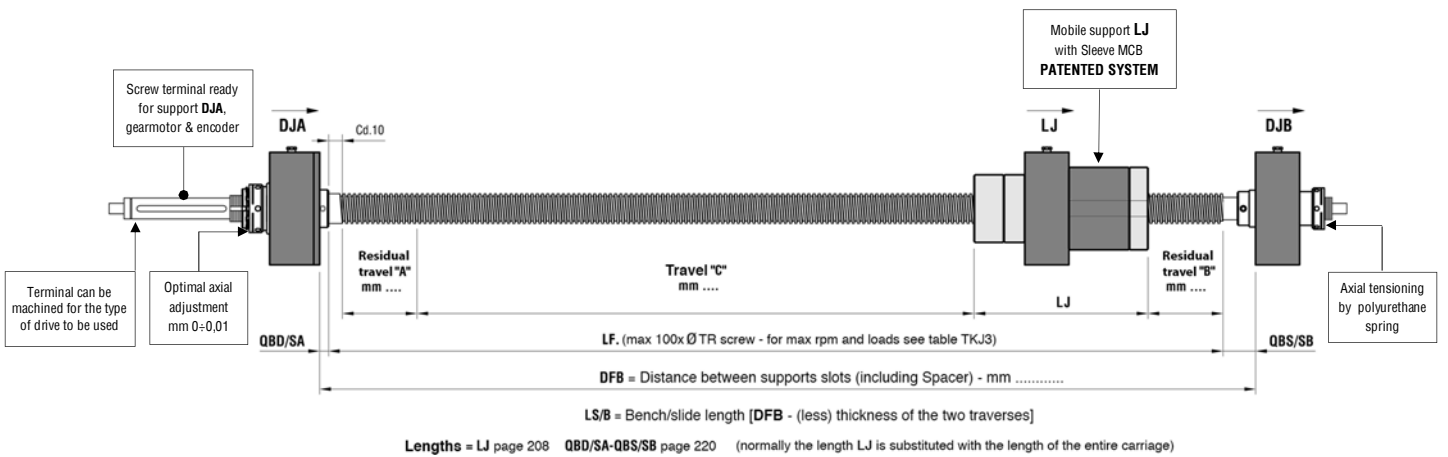 Mobile support LJ
with Sleeve MCB
PATENTED SYSTEM
Screw terminal ready
for support DJA,
gearmotor & encoder
DJA
Cd.10
LJ
DJB
Terminal can be
machined for the type
of drive to be used
Optimal axial
adjustment
mm 0÷0,01
Residual
travel "A"
mm ....
Travel "C"
mm ....
LJ
Residual
travel "B"
mm ....
Axial tensioning
by polyurethane
spring
QBD/SA
LF. (max 100x Ø TR screw - for max rpm and loads see table TKJ3)
QBS/SB
DFB = Distance between supports slots (including Spacer) - mm ............
LS/B = Bench/slide length [DFB - (less) thickness of the two traverses]
Lengths = LJ page 208 QBD/SA-QBS/SB page 220 (normally the length LJ is substituted with the length of the entire carriage)